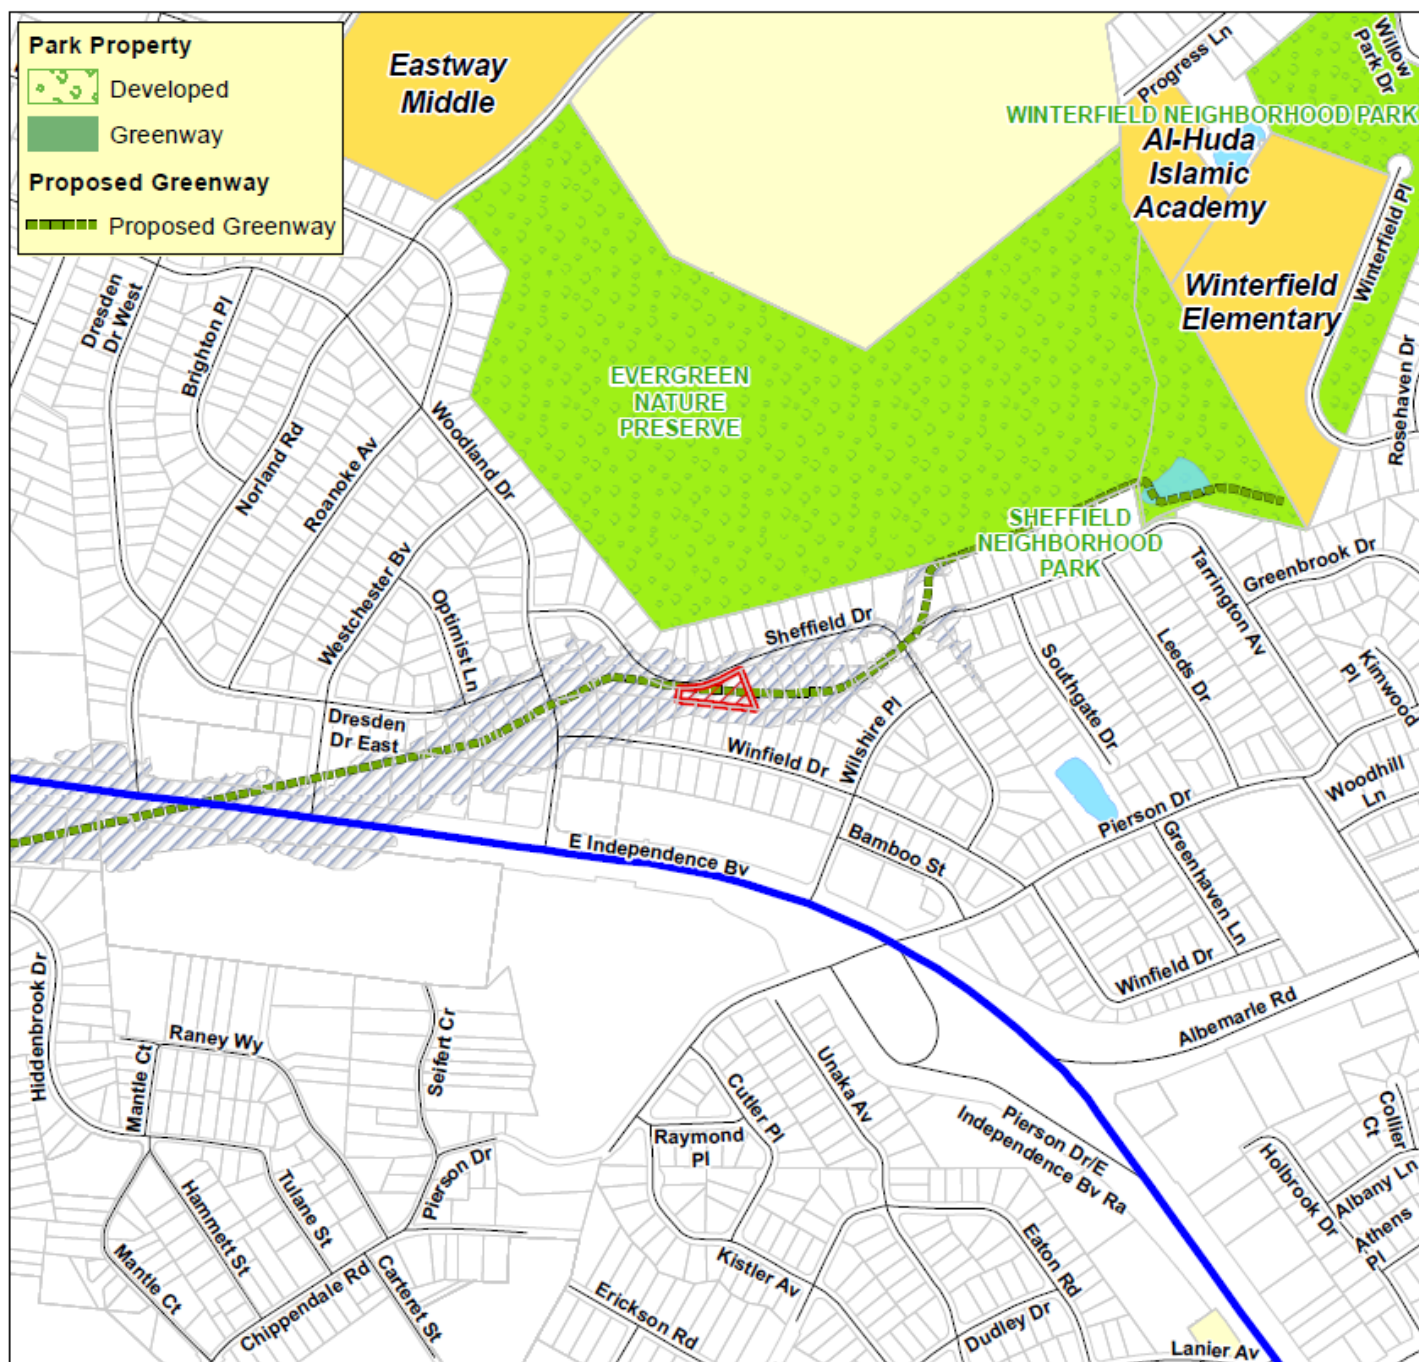 Park Property
Developed
Greenway
Proposed Greenway
Proposed Greenway
Eastway
Middle
Progress Ln
Willow
Park Dr
WINTERFIELD NEIGHBORHOOD PARK
Al-Huda
Islamic
Academy
Winterfield
Elementary
Winterfield Pl
Rosehaven Dr
Dresden
Dr West
Brighton Pl
Norland Rd
Roanoke Av
Woodland Dr
EVERGREEN
NATURE
PRESERVE
SHEFFIELD
NEIGHBORHOOD
PARK
Westchester Bv
Optimist Ln
Sheffield Dr
Tarrington Av
Greenbrook Dr
Leeds Dr
Southgate Dr
Kimwood
Pl
Dresden
Dr East
Winfield Dr
Wilshire Pl
Woodhill
Ln
Pierson Dr
Greenhaven Ln
E Independence Bv
Bamboo St
Winfield Dr
Albemarle Rd
Hiddenbrook Dr
Raney Wy
Mantle Ct
Seifert Cr
Unaka Av
Cutler Pl
Raymond
Pl
Pierson Dr/E
Independence Bv Ra
Collier
Ct
Holbrook Dr
Albany Ln
Athens
Pl
Pierson Dr
Tulane St
Hammett St
Mantle Ct
Chippendale Rd
Carteret St
Kistler Av
Eaton Rd
Erickson Rd
Dudley Dr
Lanier Av